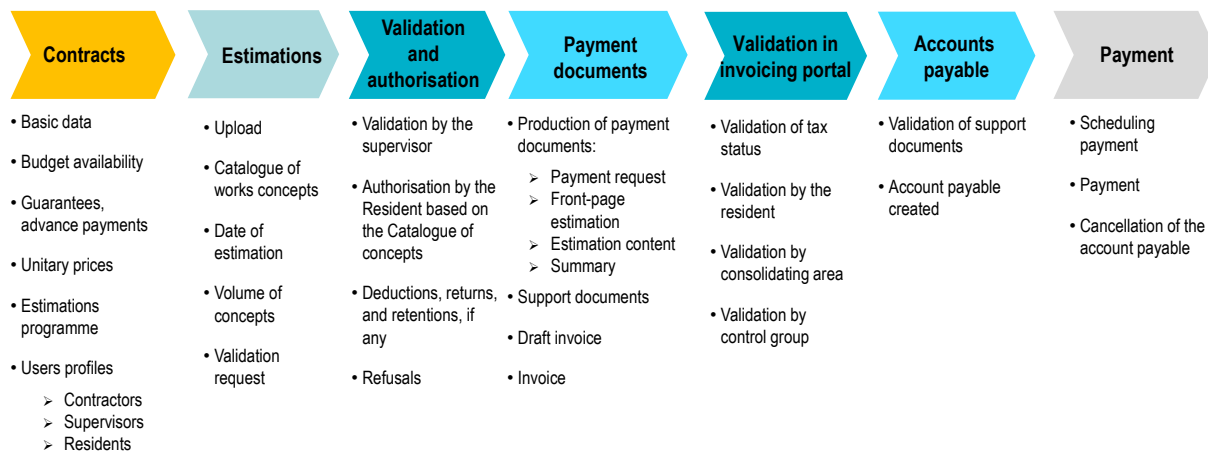 Contracts
• Basic data
• Budget availability
• Guarantees,
advance payments
• Unitary prices
• Estimations
programme
• Users profiles
➢ Contractors
➢ Supervisors
➢ Residents
Estimations
• Upload
• Catalogue of
works concepts
• Date of
estimation
• Volume of
concepts
• Validation
request
Validation
and
authorisation
• Validation by the
supervisor
• Authorisation by the
Resident based on
the Catalogue of
concepts
• Deductions, returns,
and retentions, if
any
• Refusals
Payment
documents
• Production of payment
documents:
➢ Payment request
➢ Front-page
estimation
➢ Estimation content
➢ Summary
• Support documents
• Draft invoice
• Invoice
Validation in
invoicing portal
• Validation of tax
status
• Validation by the
resident
• Validation by
consolidating area
• Validation by
control group
Accounts
payable
• Validation of support
documents
• Account payable
created
Payment
• Scheduling
payment
• Payment
• Cancellation of the
account payable